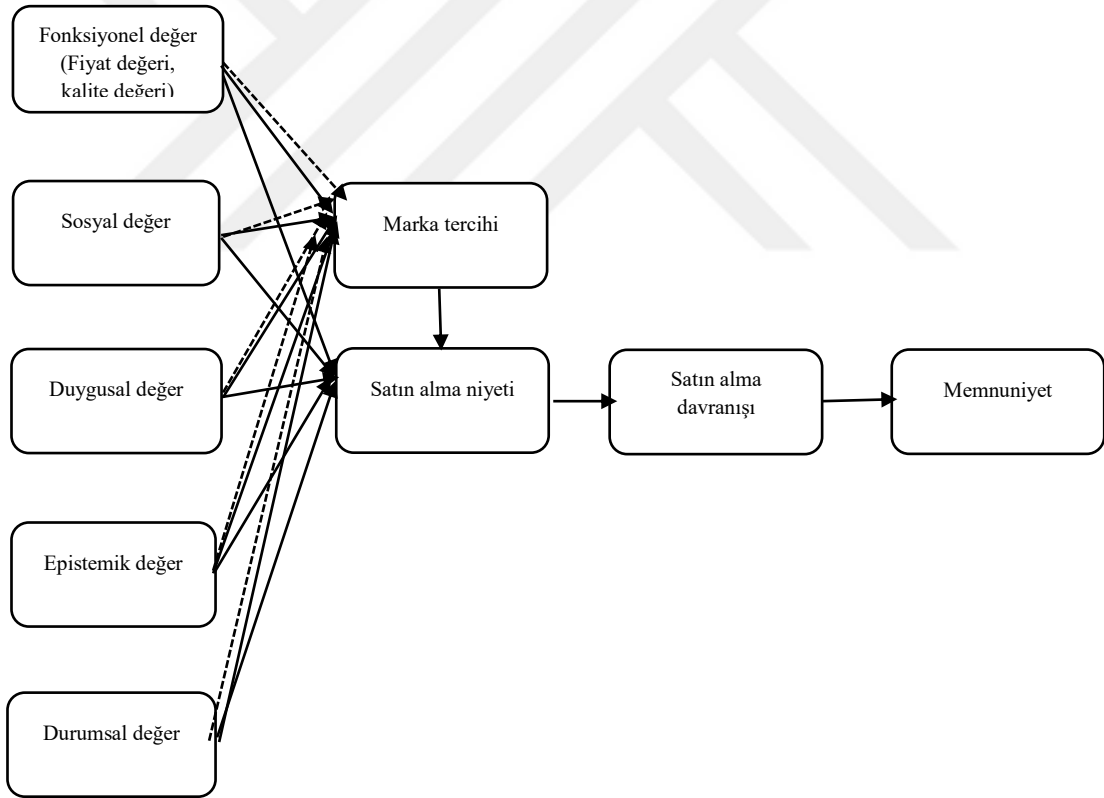 Fonksiyonel değer
(Fiyat değeri,
kalite değeri)
Sosyal değer
Marka tercihi
Duygusal değer
Satın alma niyeti
Satın alma
davranışı
Memnuniyet
Epistemik değer
Durumsal değer